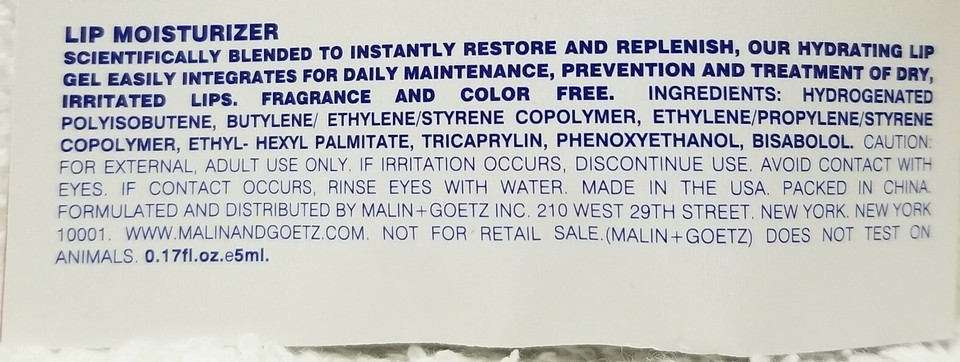 LIP MOISTURIZER
SCIENTIFICALLY BLENDED TO INSTANTLY RESTORE AND REPLENISH, OUR HYDRATING LIP
GEL EASILY INTEGRATES FOR DAILY MAINTENANCE, PREVENTION AND TREATMENT OF DRY,
IRRITATED LIPS. FRAGRANCE AND COLOR FREE. INGREDIENTS: HYDROGENATED
POLYISOBUTENE, BUTYLENE/ ETHYLENE/STYRENE COPOLYMER, ETHYLENE/PROPYLENE/STYRENE
COPOLYMER, ETHYL- HEXYL PALMITATE, TRICAPRYLIN, PHENOXYETHANOL, BISABOLOL. CAUTION:
FOR EXTERNAL, ADULT USE ONLY. IF IRRITATION OCCURS, DISCONTINUE USE. AVOID CONTACT WITH
EYES. IF CONTACT OCCURS, RINSE EYES WITH WATER. MADE IN THE USA. PACKED IN CHINA.
FORMULATED AND DISTRIBUTED BY MALIN+GOETZ INC. 210 WEST 29TH STREET. NEW YORK. NEW YORK
10001. WWW.MALINANDGOETZ.COM. NOT FOR RETAIL SALE.(MALIN+GOETZ) DOES NOT TEST ON
ANIMALS. 0.17fl.oz.e5ml.